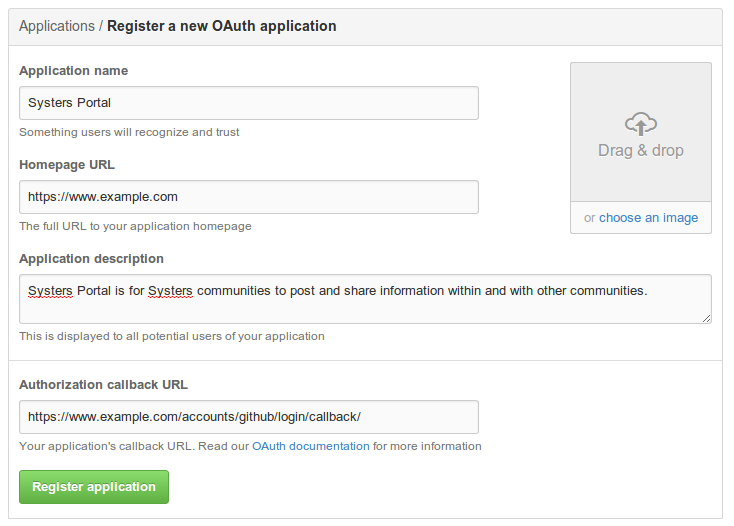 Applications / Register a new OAuth application
Application name
Systers Portal
Something users will recognize and trust
Drag & drop
or choose an image
Homepage URL
https://www.example.com
The full URL to your application homepage
Application description
Systers Portal is for Systers communities to post and share information within and with other communities.
This is displayed to all potential users of your application
Authorization callback URL
https://www.example.com/accounts/github/login/callback/
Your application's callback URL. Read our OAuth documentation for more information
Register application